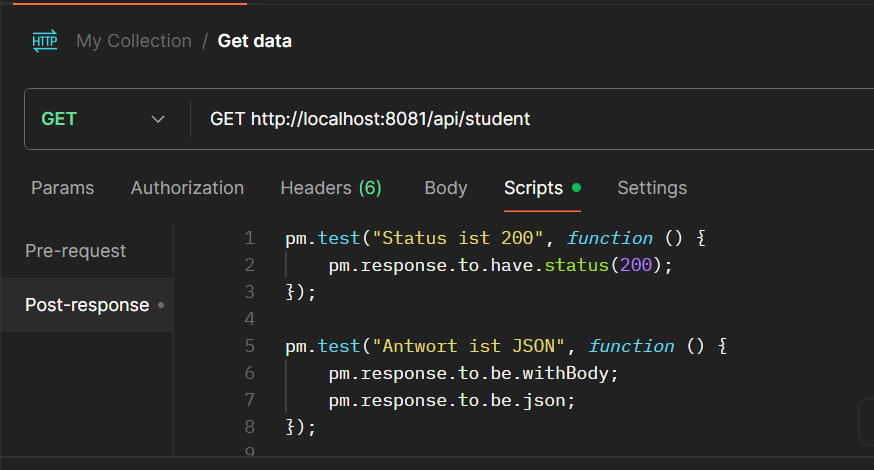 HTTP My Collection / Get data
GET GET http://localhost:8081/api/student
Params Authorization Headers (6) Body Scripts Settings
Pre-request
Post-response
1 pm.test("Status ist 200", function () {
2 pm.response.to.have.status(200);
3 });
4
5 pm.test("Antwort ist JSON", function () {
6 pm.response.to.be.withBody;
7 pm.response.to.be.json;
8 });
9